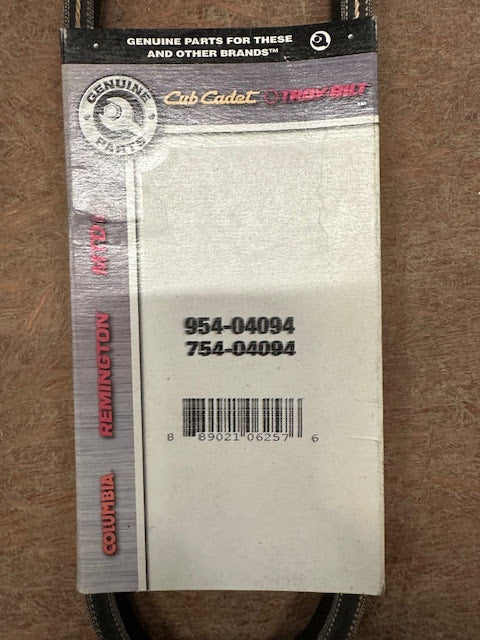 GENUINE PARTS FOR THESE
AND OTHER BRANDS™
GENUINE
PARTS
Cub Cadet TROY-BILT™
MTD
REMINGTON
COLUMBIA
954-04094
754-04094
8 89021 06257 6